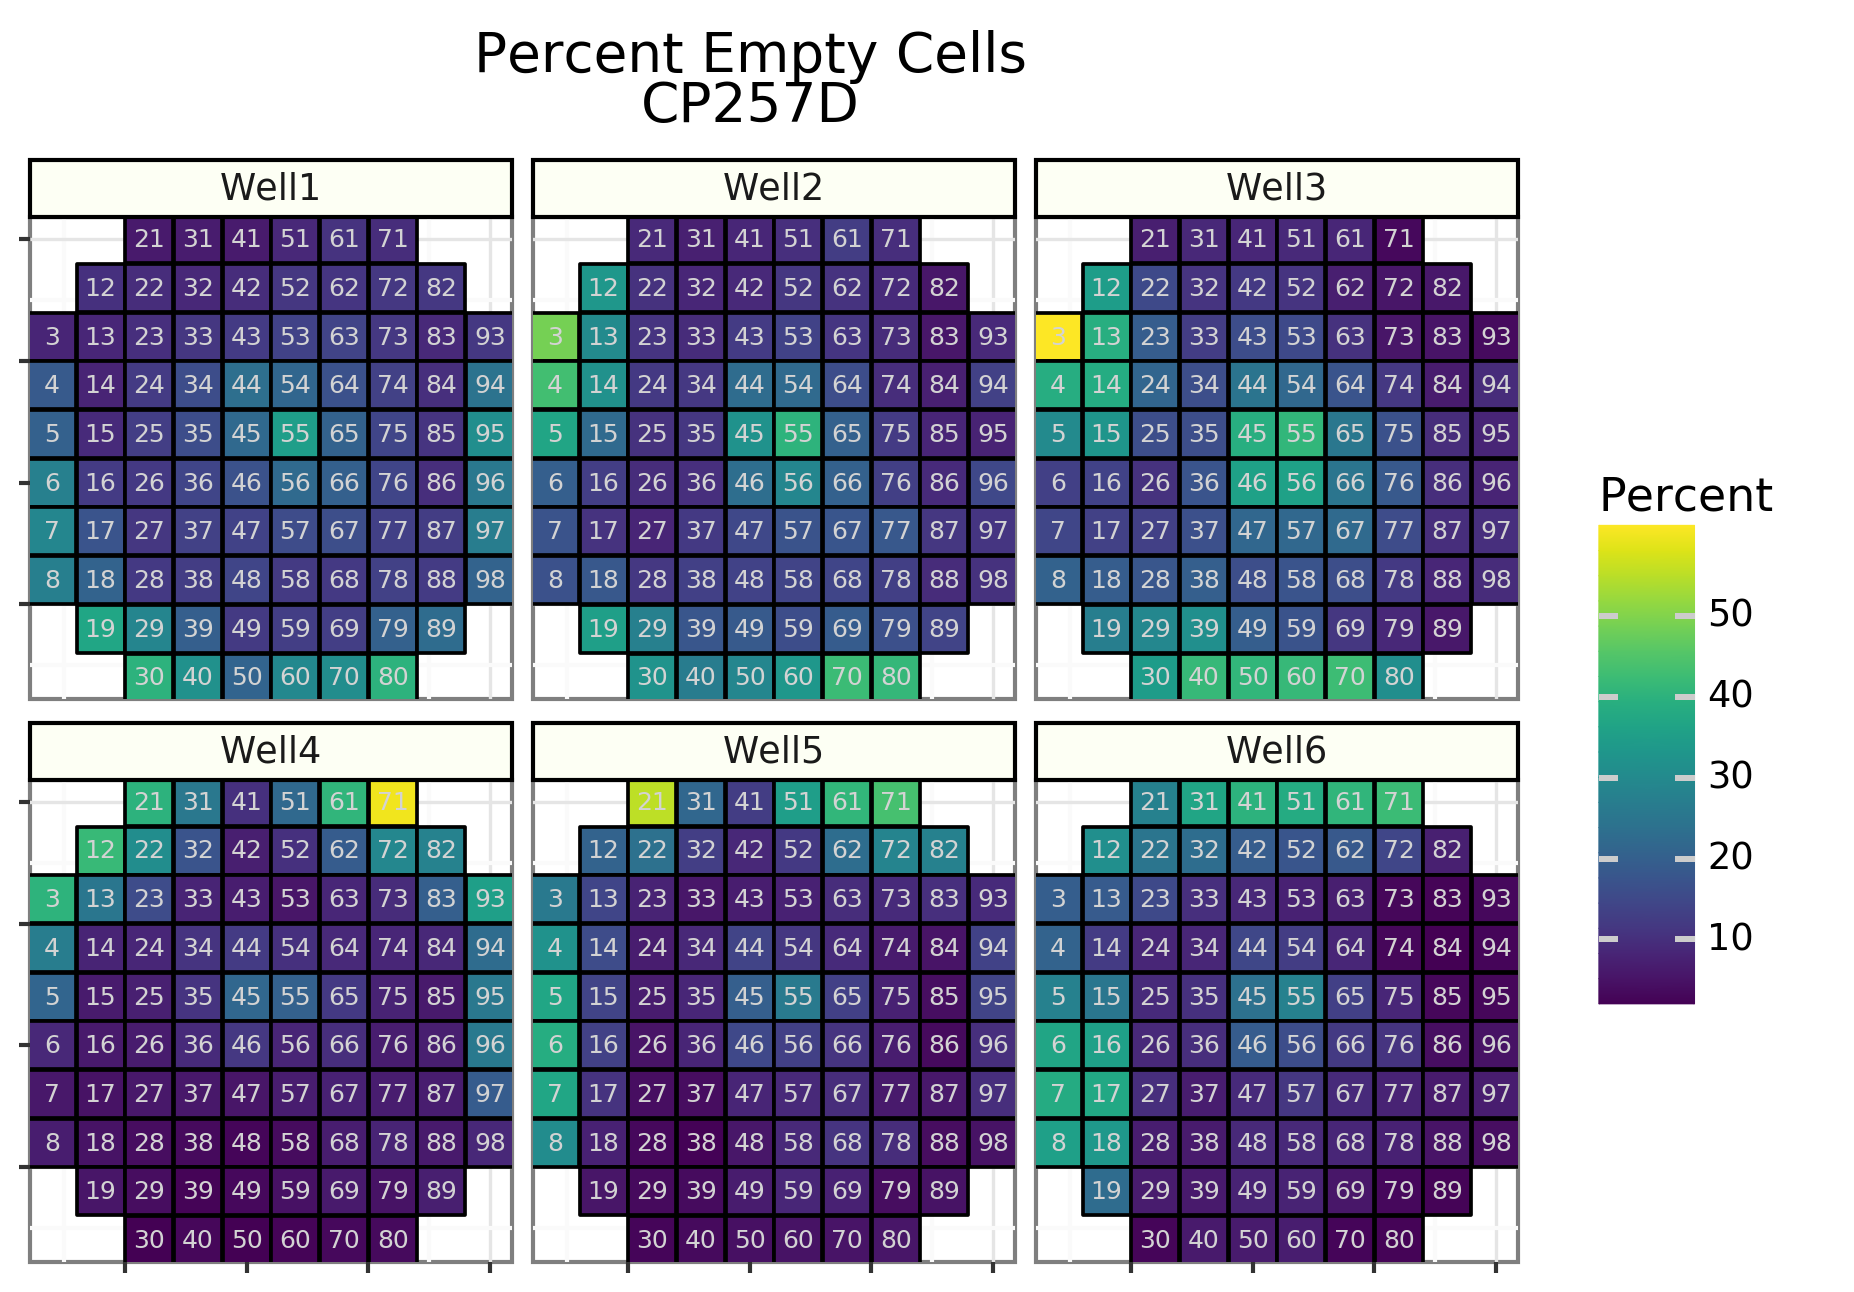 Percent Empty Cells
CP257D
Well1 Well2 Well3
21 31 41 51 61 71 21 31 41 51 61 71 21 31 41 51 61 71
12 22 32 42 52 62 72 82 12 22 32 42 52 62 72 82 12 22 32 42 52 62 72 82
3 13 23 33 43 53 63 73 83 93 3 13 23 33 43 53 63 73 83 93 3 13 23 33 43 53 63 73 83 93
4 14 24 34 44 54 64 74 84 94 4 14 24 34 44 54 64 74 84 94 4 14 24 34 44 54 64 74 84 94
5 15 25 35 45 55 65 75 85 95 5 15 25 35 45 55 65 75 85 95 5 15 25 35 45 55 65 75 85 95
6 16 26 36 46 56 66 76 86 96 6 16 26 36 46 56 66 76 86 96 6 16 26 36 46 56 66 76 86 96
7 17 27 37 47 57 67 77 87 97 7 17 27 37 47 57 67 77 87 97 7 17 27 37 47 57 67 77 87 97
8 18 28 38 48 58 68 78 88 98 8 18 28 38 48 58 68 78 88 98 8 18 28 38 48 58 68 78 88 98
19 29 39 49 59 69 79 89 19 29 39 49 59 69 79 89 19 29 39 49 59 69 79 89
30 40 50 60 70 80 30 40 50 60 70 80 30 40 50 60 70 80
Well4 Well5 Well6
21 31 41 51 61 71 21 31 41 51 61 71 21 31 41 51 61 71
12 22 32 42 52 62 72 82 12 22 32 42 52 62 72 82 12 22 32 42 52 62 72 82
3 13 23 33 43 53 63 73 83 93 3 13 23 33 43 53 63 73 83 93 3 13 23 33 43 53 63 73 83 93
4 14 24 34 44 54 64 74 84 94 4 14 24 34 44 54 64 74 84 94 4 14 24 34 44 54 64 74 84 94
5 15 25 35 45 55 65 75 85 95 5 15 25 35 45 55 65 75 85 95 5 15 25 35 45 55 65 75 85 95
6 16 26 36 46 56 66 76 86 96 6 16 26 36 46 56 66 76 86 96 6 16 26 36 46 56 66 76 86 96
7 17 27 37 47 57 67 77 87 97 7 17 27 37 47 57 67 77 87 97 7 17 27 37 47 57 67 77 87 97
8 18 28 38 48 58 68 78 88 98 8 18 28 38 48 58 68 78 88 98 8 18 28 38 48 58 68 78 88 98
19 29 39 49 59 69 79 89 19 29 39 49 59 69 79 89 19 29 39 49 59 69 79 89
30 40 50 60 70 80 30 40 50 60 70 80 30 40 50 60 70 80
Percent
50
40
30
20
10